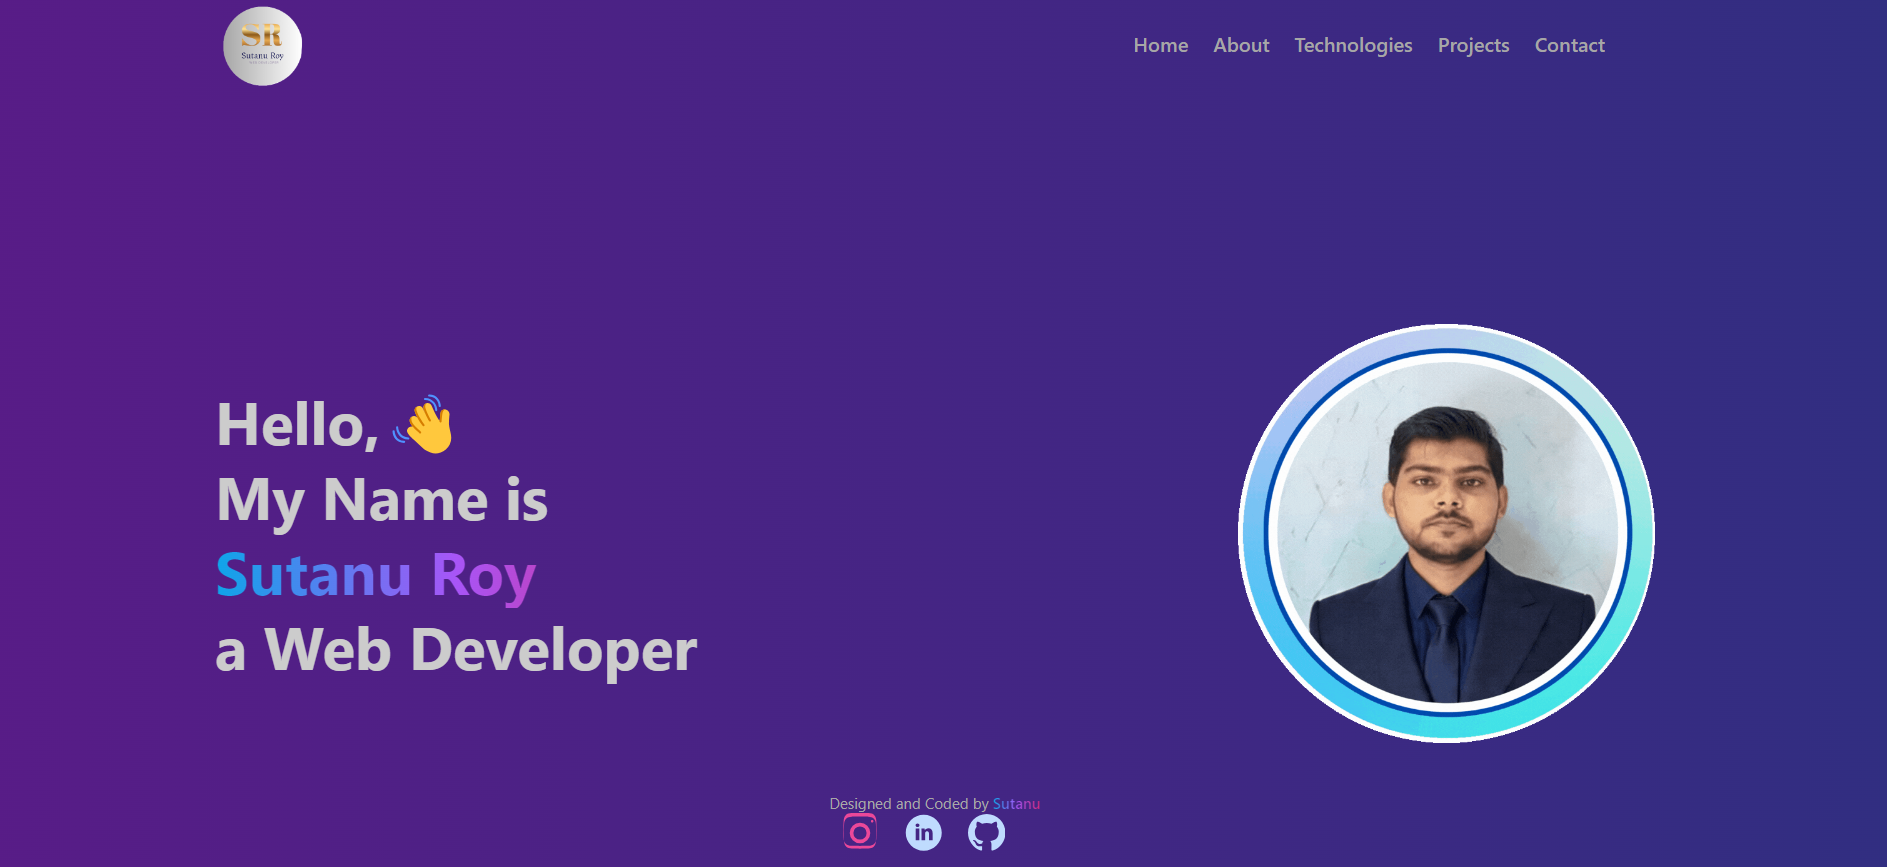 SR
Sutanu Roy
Home About Technologies Projects Contact
Hello, 👋
My Name is
Sutanu Roy
a Web Developer
Designed and Coded by Sutanu
in